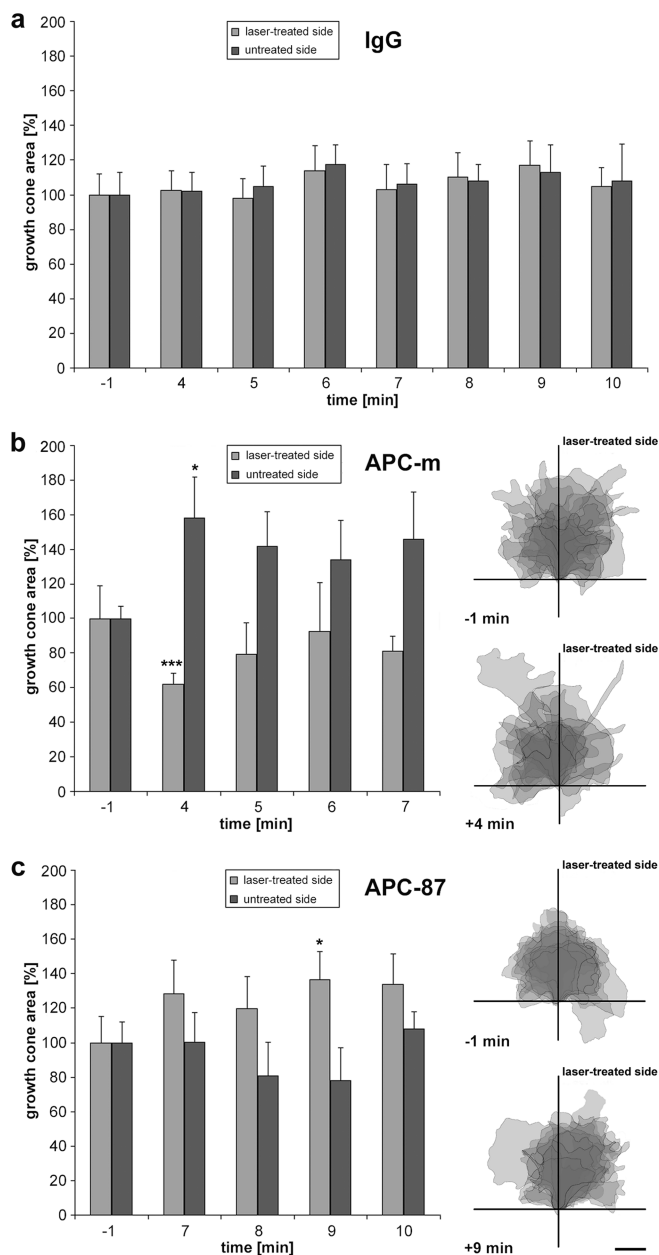 a
IgG
laser-treated side
untreated side
growth cone area [%]
200
180
160
140
120
100
80
60
40
20
0
-1 4 5 6 7 8 9 10
time [min]
b
APC-m
laser-treated side
untreated side
growth cone area [%]
200
180
160
140
120
100
80
60
40
20
0
***
*
-1 4 5 6 7
time [min]
laser-treated side
-1 min
laser-treated side
+4 min
c
APC-87
laser-treated side
untreated side
growth cone area [%]
200
180
160
140
120
100
80
60
40
20
0
*
-1 7 8 9 10
time [min]
laser-treated side
-1 min
laser-treated side
+9 min